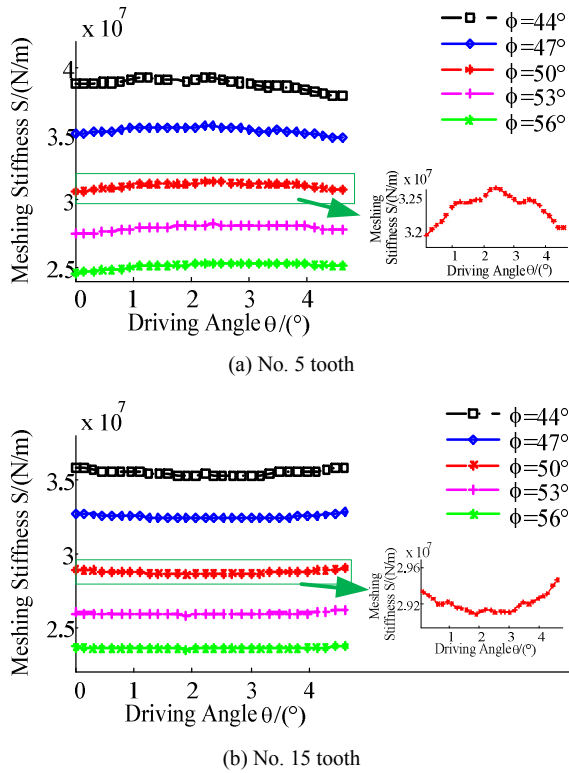 x 10^7
φ=44°
φ=47°
φ=50°
φ=53°
φ=56°
Meshing Stiffness S/(N/m)
4
3.5
3
2.5
0 1 2 3 4
Driving Angle θ/(°)
x 10^7
Meshing
Stiffness S/(N/m)
3.25
3.2
1 2 3 4
Driving Angle θ/(°)
(a) No. 5 tooth
x 10^7
φ=44°
φ=47°
φ=50°
φ=53°
φ=56°
Meshing Stiffness S/(N/m)
3.5
3
2.5
0 1 2 3 4
Driving Angle θ/(°)
x 10^7
Meshing
Stiffness S/(N/m)
2.96
2.92
1 2 3 4
Driving Angle θ/(°)
(b) No. 15 tooth